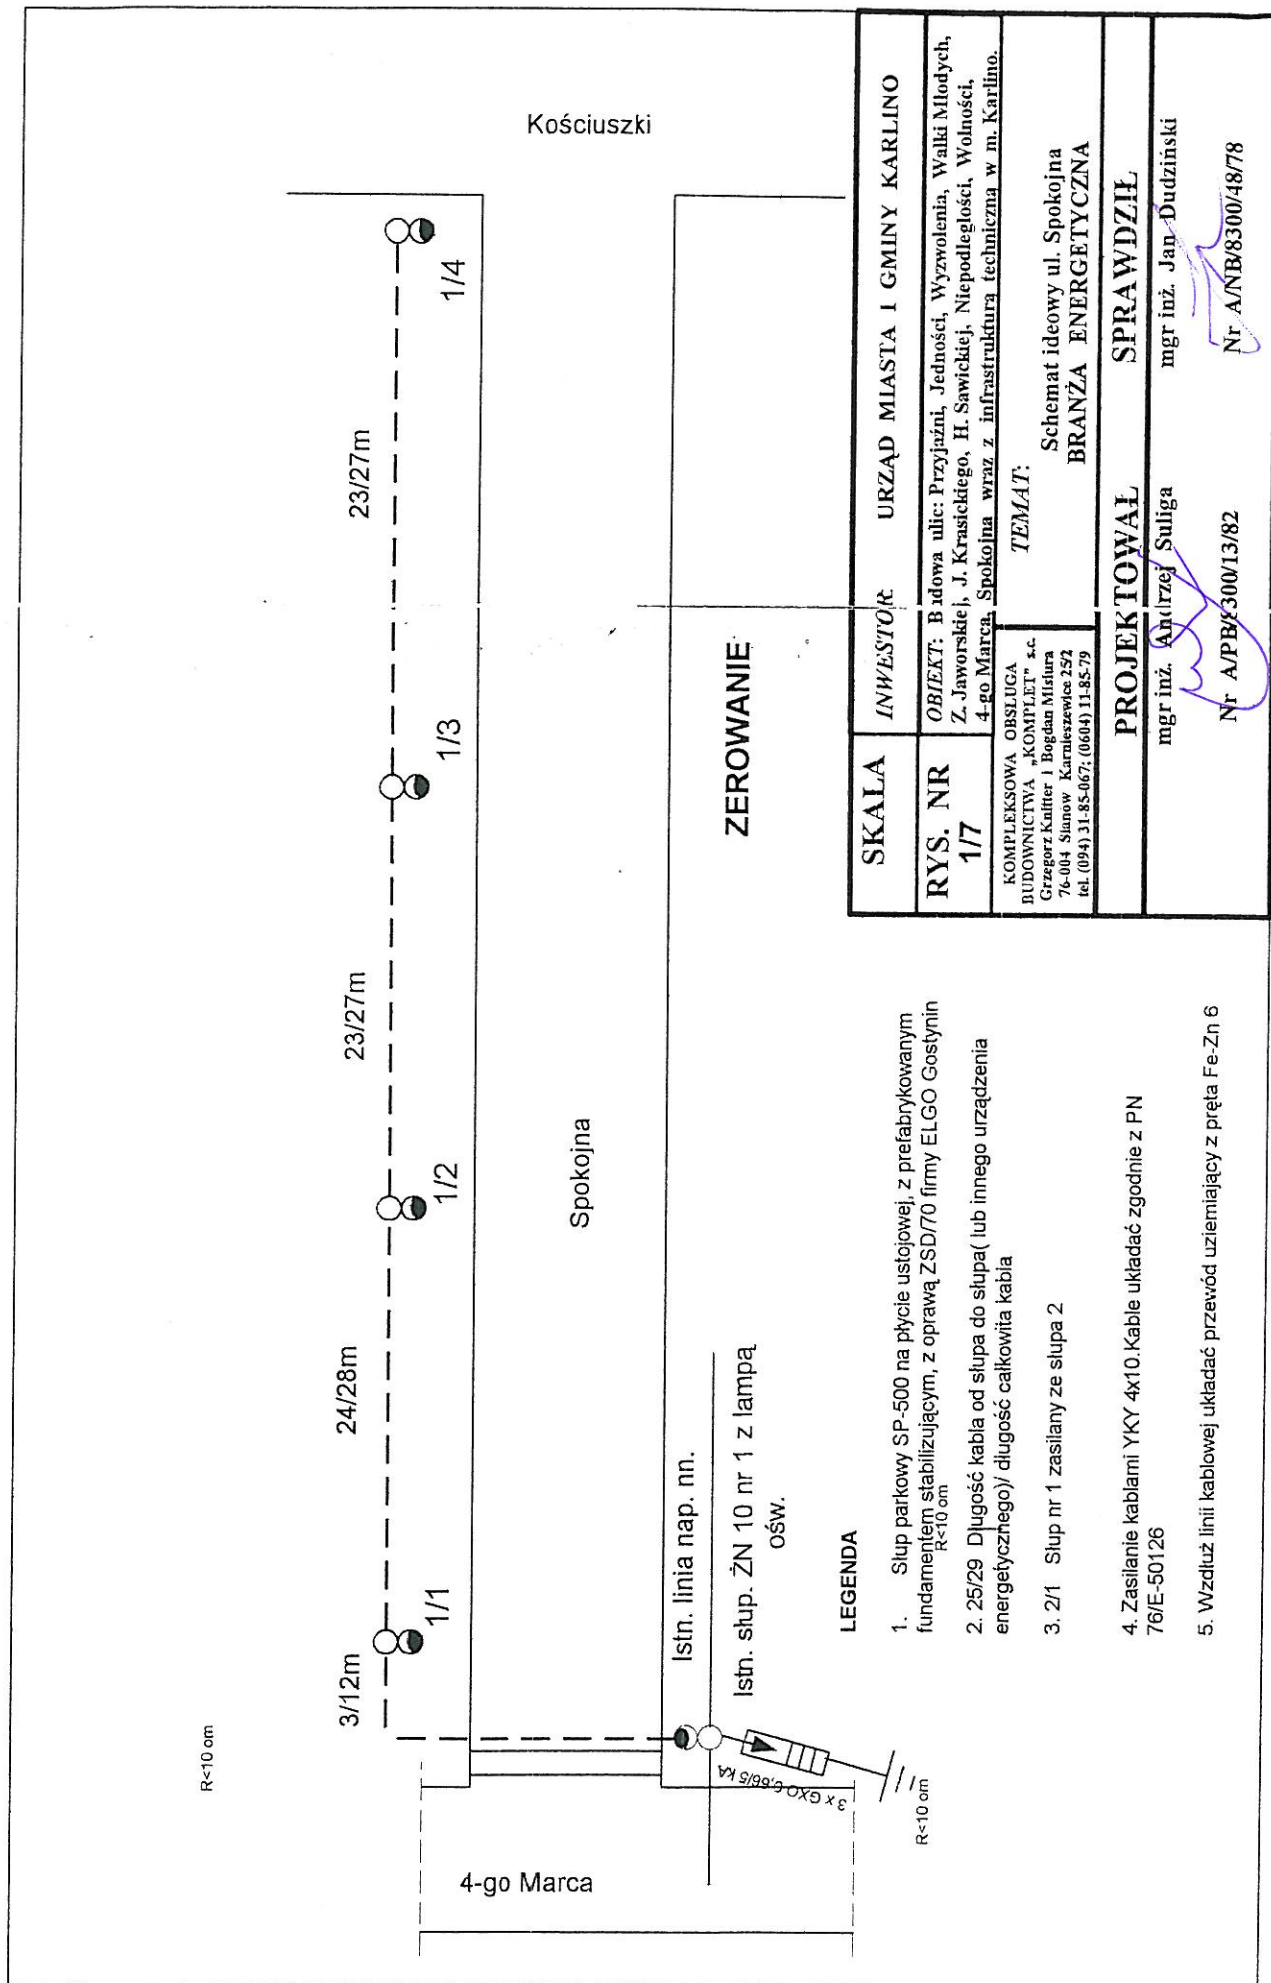 Kościuszki
23/27m
1/4
23/27m
1/3
24/28m
1/2
3/12m
1/1
R<10 om
Spokojna
ZEROWANIE
4-go Marca
Istn. linia nap. nn.
Istn. słup. ŻN 10 nr 1 z lampą
ośw.
3 x GXO 0,66/5 kA
R<10 om
LEGENDA
1. Słup parkowy SP-500 na płycie ustojowej, z prefabrykowanym
fundamentem stabilizującym, z oprawą ZSD/70 firmy ELGO Gostynin
R<10 om
2. 25/29 Długość kabla od słupa do słupa( lub innego urządzenia
energetycznego)/ długość całkowita kabla
3. 2/1 Słup nr 1 zasilany ze słupa 2
4. Zasilanie kablami YKY 4x10.Kable układać zgodnie z PN
76/E-50126
5. Wzdłuż linii kablowej układać przewód uziemiający z pręta Fe-Zn 6
SKALA
INWESTOR: URZĄD MIASTA I GMINY KARLINO
RYS. NR
1/7
OBIEKT: Budowa ulic: Przyjaźni, Jedności, Wyzwolenia, Walki Młodych,
Z. Jaworskiej, J. Krasickiego, H. Sawickiej, Niepodległości, Wolności,
4-go Marca, Spokojna wraz z infrastrukturą techniczną w m. Karlino.
KOMPLEKSOWA OBSŁUGA
BUDOWNICTWA „KOMPLET" s.c.
Grzegorz Knitter i Bogdan Misiura
76-004 Sianów Karnieszewice 25/2
tel. (094) 31-85-067; (0604) 11-85-79
TEMAT:
Schemat ideowy ul. Spokojna
BRANŻA ENERGETYCZNA
PROJEKTOWAŁ
SPRAWDZIŁ
mgr inż. Andrzej Suliga
mgr inż. Jan Dudziński
Nr A/PB/8300/13/82
Nr A/NB/8300/48/78